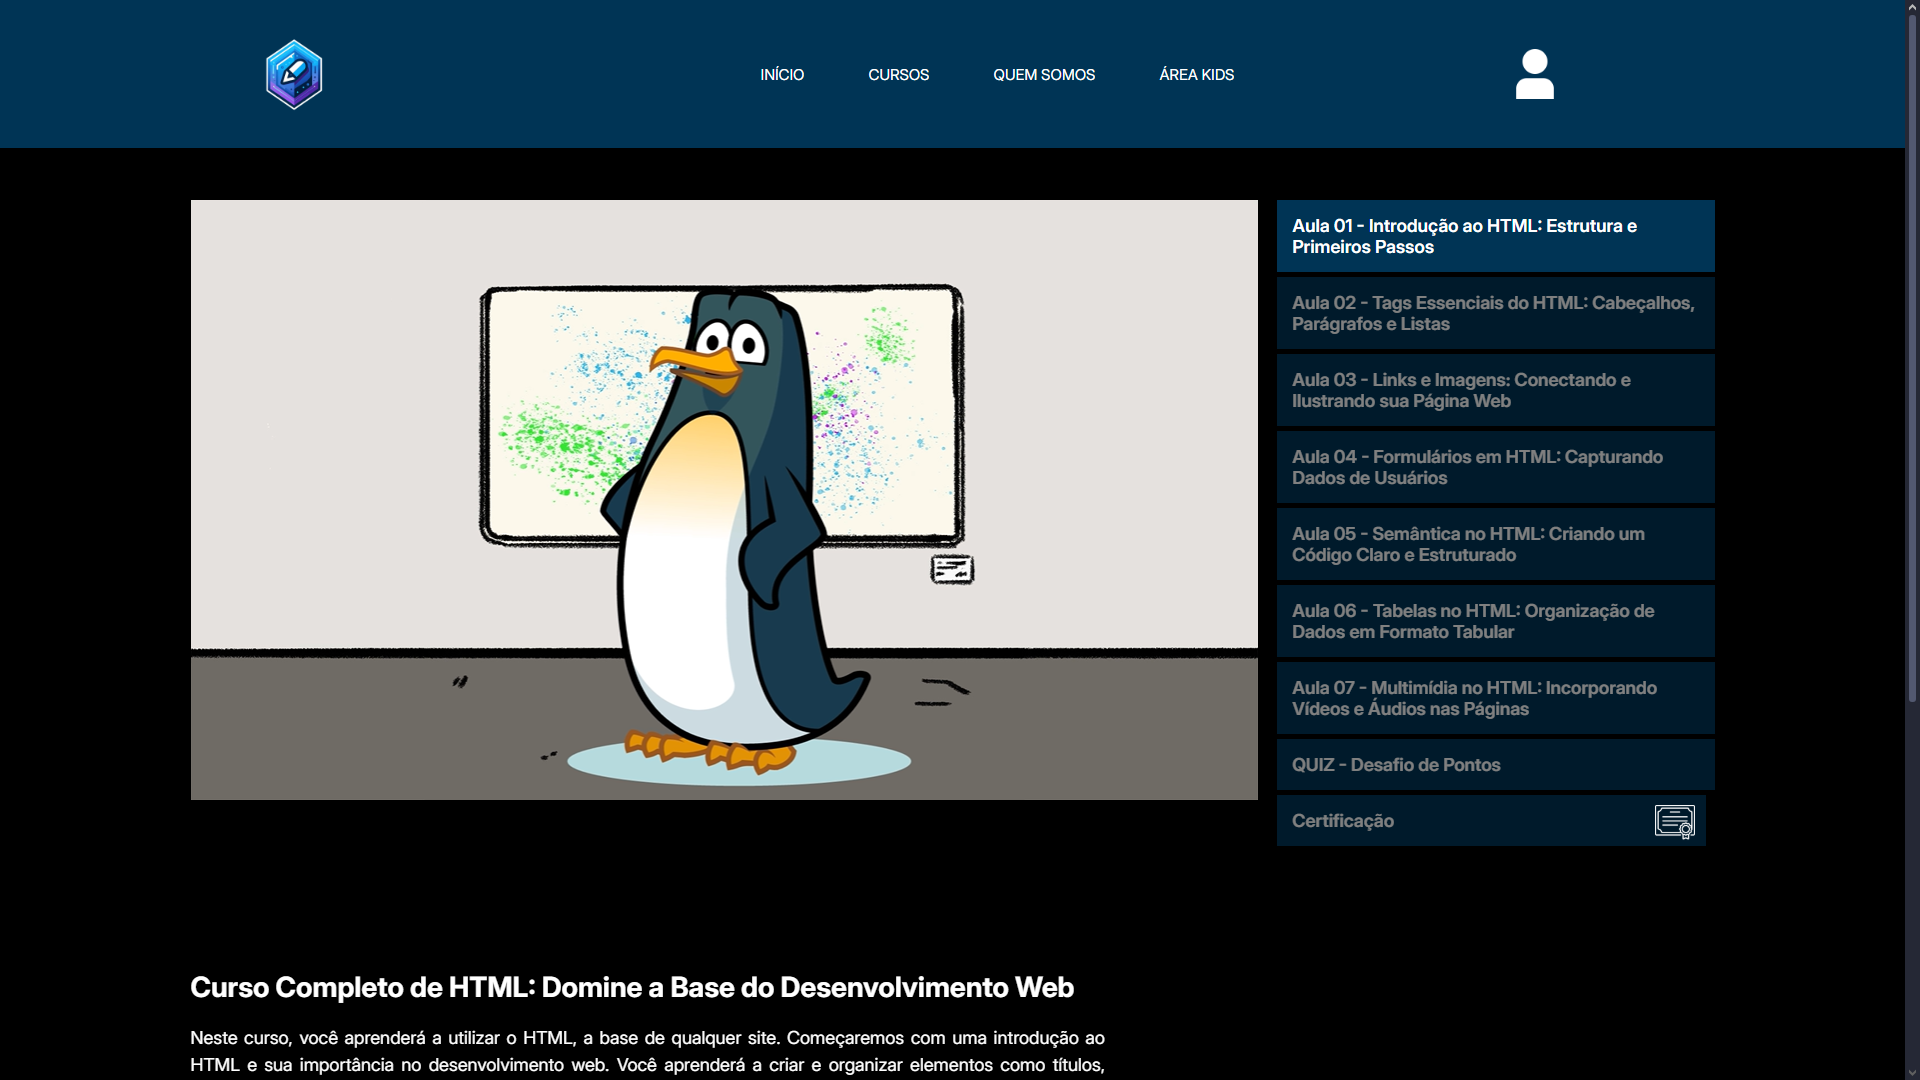 INÍCIO
CURSOS
QUEM SOMOS
ÁREA KIDS
Aula 01 - Introdução ao HTML: Estrutura e
Primeiros Passos
Aula 02 - Tags Essenciais do HTML: Cabeçalhos,
Parágrafos e Listas
Aula 03 - Links e Imagens: Conectando e
Ilustrando sua Página Web
Aula 04 - Formulários em HTML: Capturando
Dados de Usuários
Aula 05 - Semântica no HTML: Criando um
Código Claro e Estruturado
Aula 06 - Tabelas no HTML: Organização de
Dados em Formato Tabular
Aula 07 - Multimídia no HTML: Incorporando
Vídeos e Áudios nas Páginas
QUIZ - Desafio de Pontos
Certificação
Curso Completo de HTML: Domine a Base do Desenvolvimento Web
Neste curso, você aprenderá a utilizar o HTML, a base de qualquer site. Começaremos com uma introdução ao
HTML e sua importância no desenvolvimento web. Você aprenderá a criar e organizar elementos como títulos,